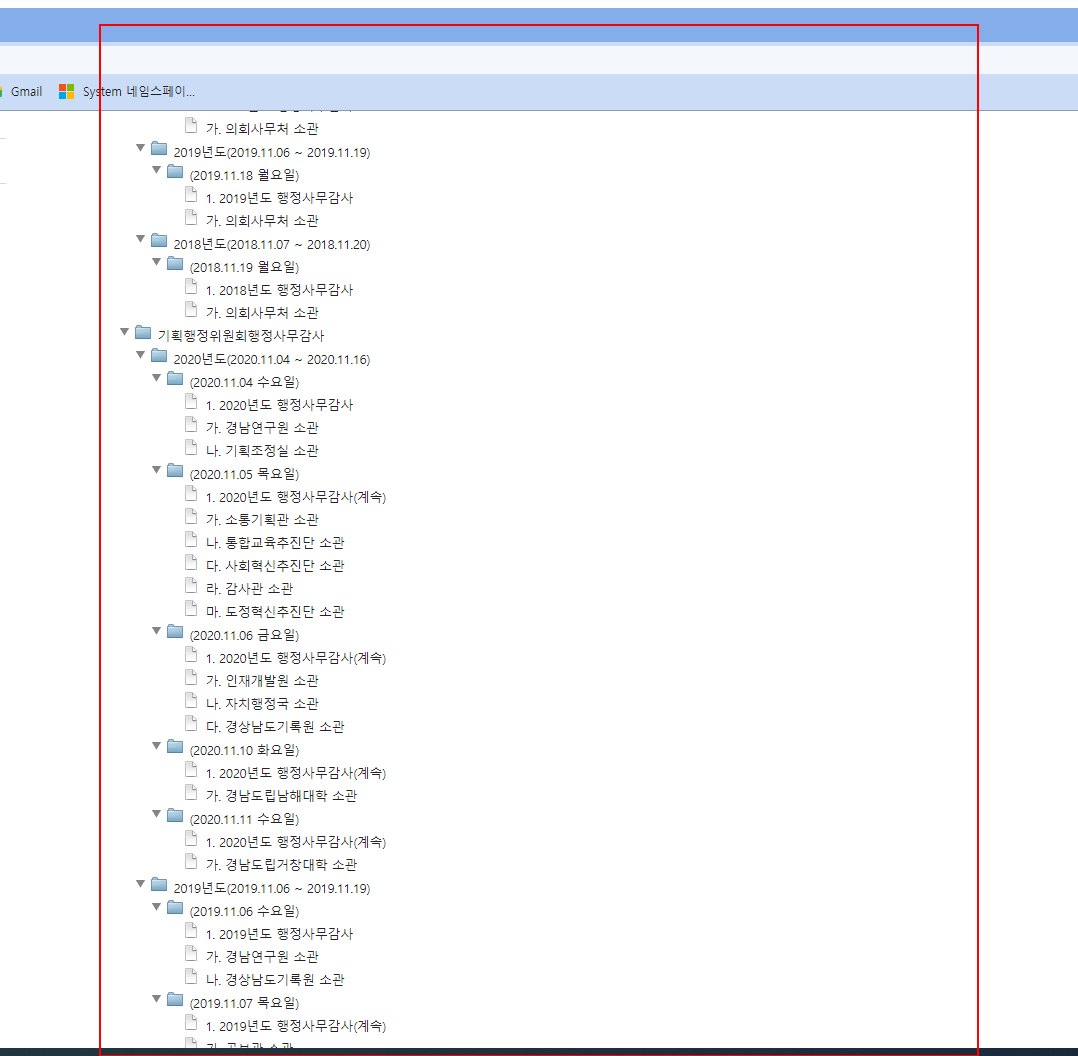 Gmail System 네임스페이...
가. 의회사무처 소관
2019년도(2019.11.06 ~ 2019.11.19)
(2019.11.18 월요일)
1. 2019년도 행정사무감사
가. 의회사무처 소관
2018년도(2018.11.07 ~ 2018.11.20)
(2018.11.19 월요일)
1. 2018년도 행정사무감사
가. 의회사무처 소관
기획행정위원회행정사무감사
2020년도(2020.11.04 ~ 2020.11.16)
(2020.11.04 수요일)
1. 2020년도 행정사무감사
가. 경남연구원 소관
나. 기획조정실 소관
(2020.11.05 목요일)
1. 2020년도 행정사무감사(계속)
가. 소통기획관 소관
나. 통합교육추진단 소관
다. 사회혁신추진단 소관
라. 감사관 소관
마. 도정혁신추진단 소관
(2020.11.06 금요일)
1. 2020년도 행정사무감사(계속)
가. 인재개발원 소관
나. 자치행정국 소관
다. 경상남도기록원 소관
(2020.11.10 화요일)
1. 2020년도 행정사무감사(계속)
가. 경남도립남해대학 소관
(2020.11.11 수요일)
1. 2020년도 행정사무감사(계속)
가. 경남도립거창대학 소관
2019년도(2019.11.06 ~ 2019.11.19)
(2019.11.06 수요일)
1. 2019년도 행정사무감사
가. 경남연구원 소관
나. 경상남도기록원 소관
(2019.11.07 목요일)
1. 2019년도 행정사무감사(계속)